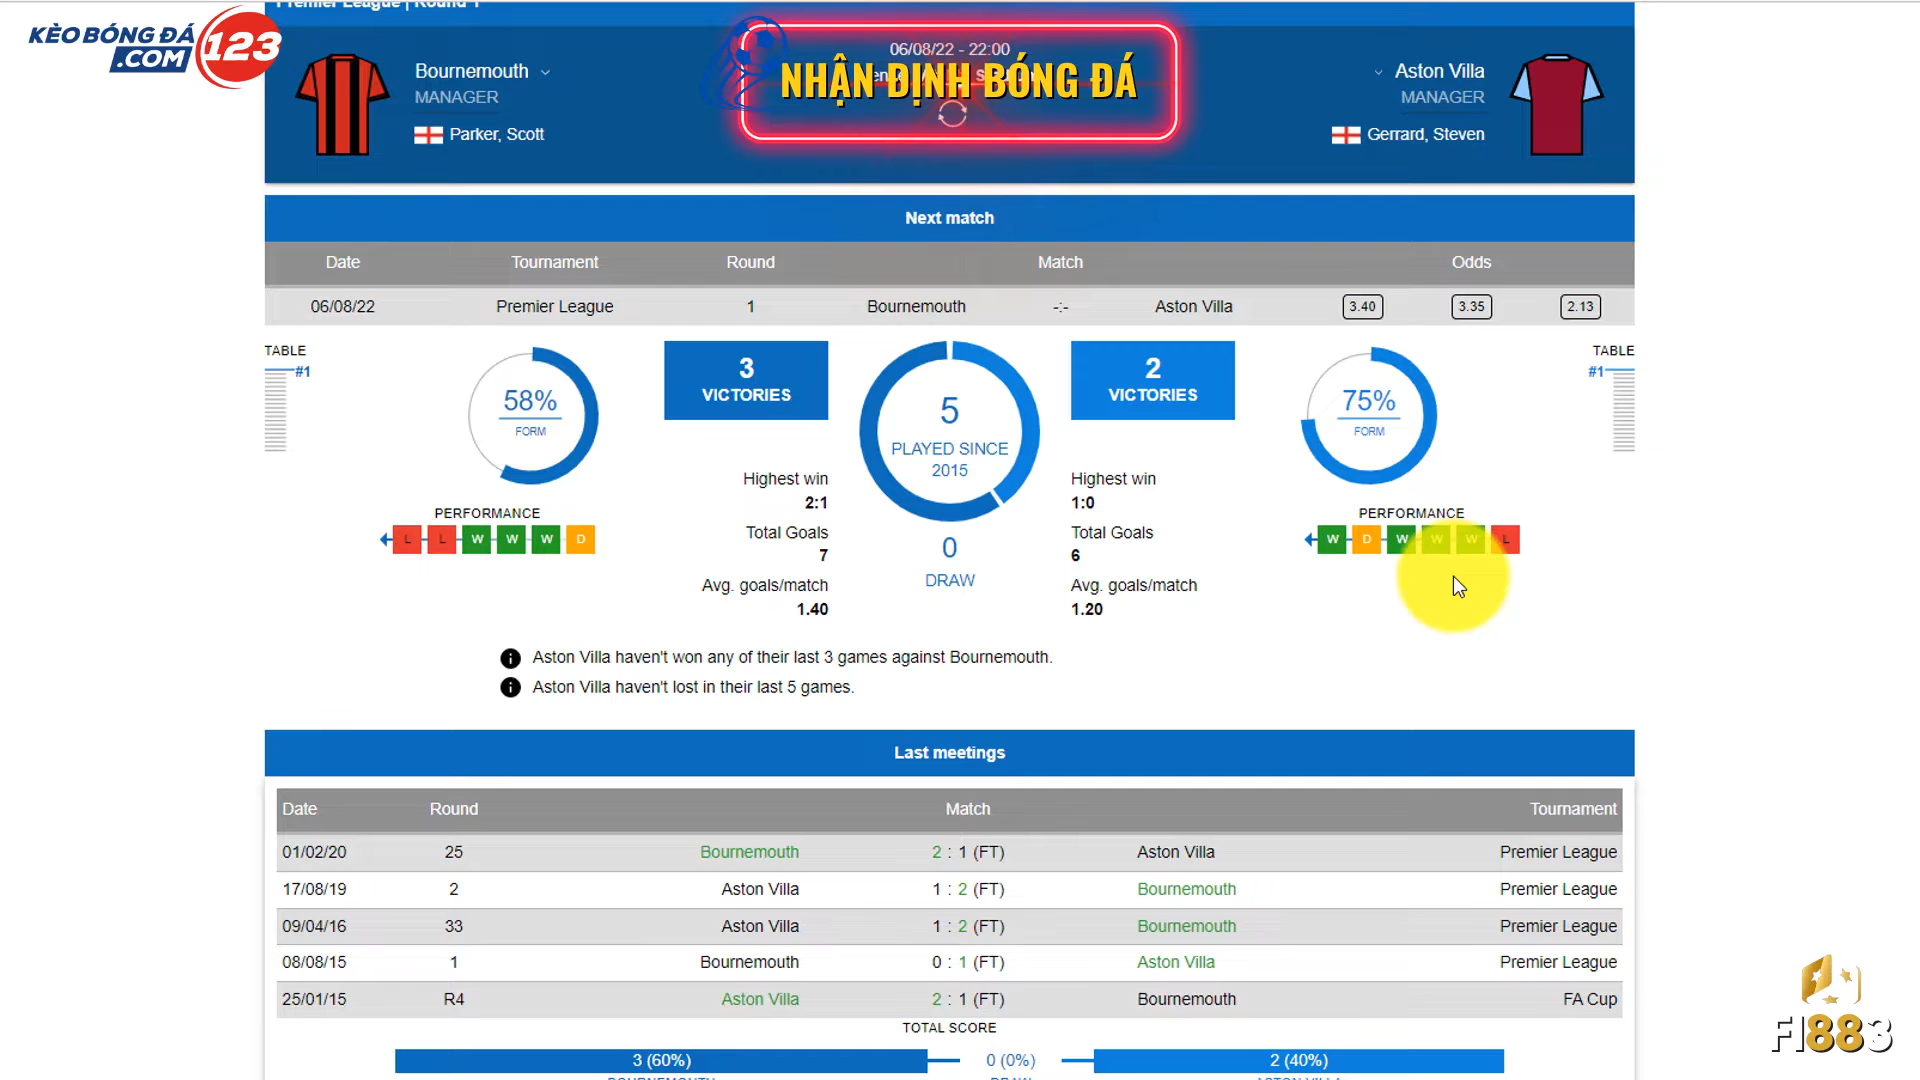 Premier League | Round 1
KÈO BÓNG ĐÁ
.COM
123
06/08/22 - 22:00
NHẬN ĐỊNH BÓNG ĐÁ
Bournemouth
MANAGER
Parker, Scott
Aston Villa
MANAGER
Gerrard, Steven
Next match
Date Tournament Round Match Odds
06/08/22 Premier League 1 Bournemouth -:- Aston Villa 3.40 3.35 2.13
TABLE
#1
58%
FORM
PERFORMANCE
L L W W W D
3
VICTORIES
Highest win
2:1
Total Goals
7
Avg. goals/match
1.40
5
PLAYED SINCE
2015
0
DRAW
2
VICTORIES
Highest win
1:0
Total Goals
6
Avg. goals/match
1.20
75%
FORM
PERFORMANCE
W D W W W L
TABLE
#1
Aston Villa haven't won any of their last 3 games against Bournemouth.
Aston Villa haven't lost in their last 5 games.
Last meetings
Date Round Match Tournament
01/02/20 25 Bournemouth 2 : 1 (FT) Aston Villa Premier League
17/08/19 2 Aston Villa 1 : 2 (FT) Bournemouth Premier League
09/04/16 33 Aston Villa 1 : 2 (FT) Bournemouth Premier League
08/08/15 1 Bournemouth 0 : 1 (FT) Aston Villa Premier League
25/01/15 R4 Aston Villa 2 : 1 (FT) Bournemouth FA Cup
TOTAL SCORE
3 (60%) 0 (0%) 2 (40%)
BOURNEMOUTH DRAW ASTON VILLA
FI883